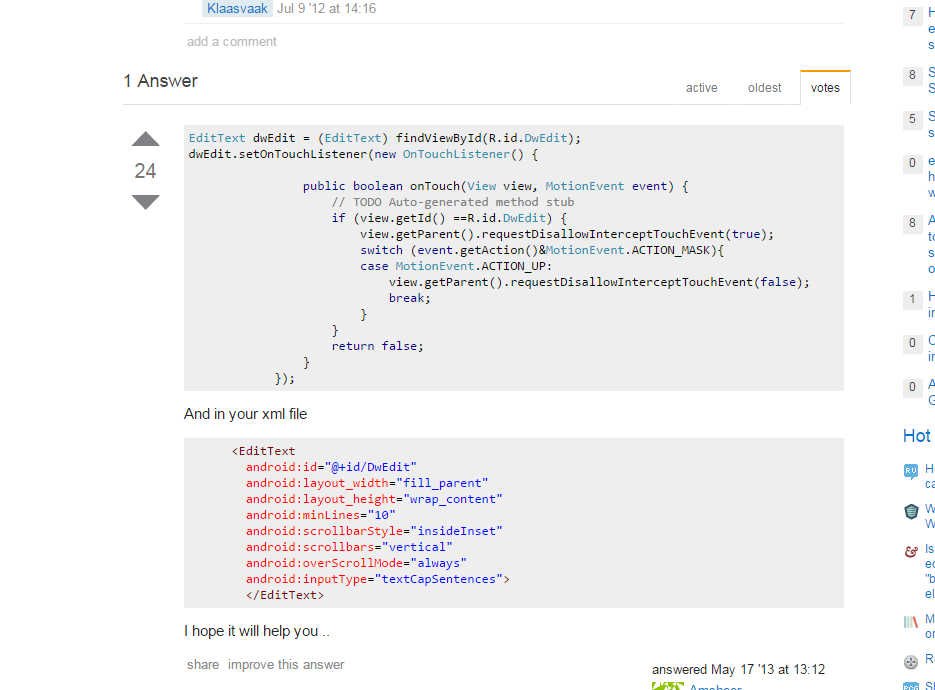 Klaasvaak Jul 9 '12 at 14:16
add a comment
1 Answer
active oldest votes
24
EditText dwEdit = (EditText) findViewById(R.id.DwEdit);
dwEdit.setOnTouchListener(new OnTouchListener() {
public boolean onTouch(View view, MotionEvent event) {
// TODO Auto-generated method stub
if (view.getId() ==R.id.DwEdit) {
view.getParent().requestDisallowInterceptTouchEvent(true);
switch (event.getAction()&MotionEvent.ACTION_MASK){
case MotionEvent.ACTION_UP:
view.getParent().requestDisallowInterceptTouchEvent(false);
break;
}
}
return false;
}
});
And in your xml file
<EditText
android:id="@+id/DwEdit"
android:layout_width="fill_parent"
android:layout_height="wrap_content"
android:minLines="10"
android:scrollbarStyle="insideInset"
android:scrollbars="vertical"
android:overScrollMode="always"
android:inputType="textCapSentences">
</EditText>
I hope it will help you ..
share improve this answer
answered May 17 '13 at 13:12
7
8
5
0
8
1
0
0
Hot